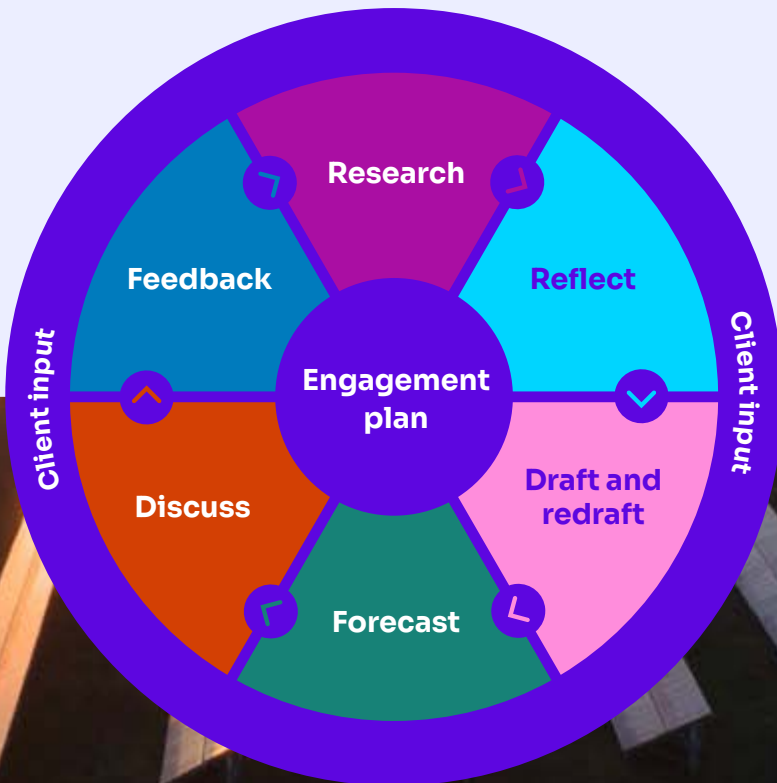 Research
Feedback
Reflect
Client input
Engagement
plan
Client input
Draft and
redraft
Discuss
Forecast